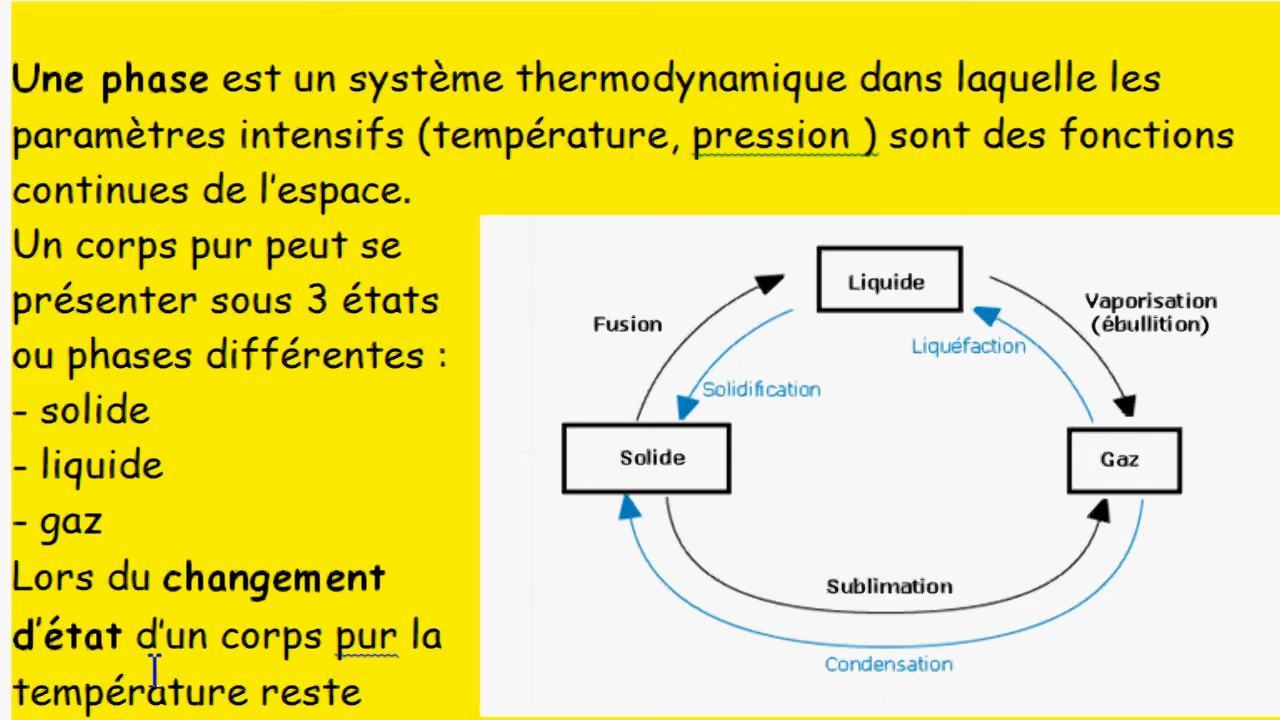 Une phase est un système thermodynamique dans laquelle les
paramètres intensifs (température, pression ) sont des fonctions
continues de l'espace.
Un corps pur peut se
présenter sous 3 états
ou phases différentes :
- solide
- liquide
- gaz
Lors du changement
d'état d'un corps pur la
température reste
Liquide
Vaporisation
(ébullition)
Fusion
Liquéfaction
Solidification
Solide
Gaz
Sublimation
Condensation